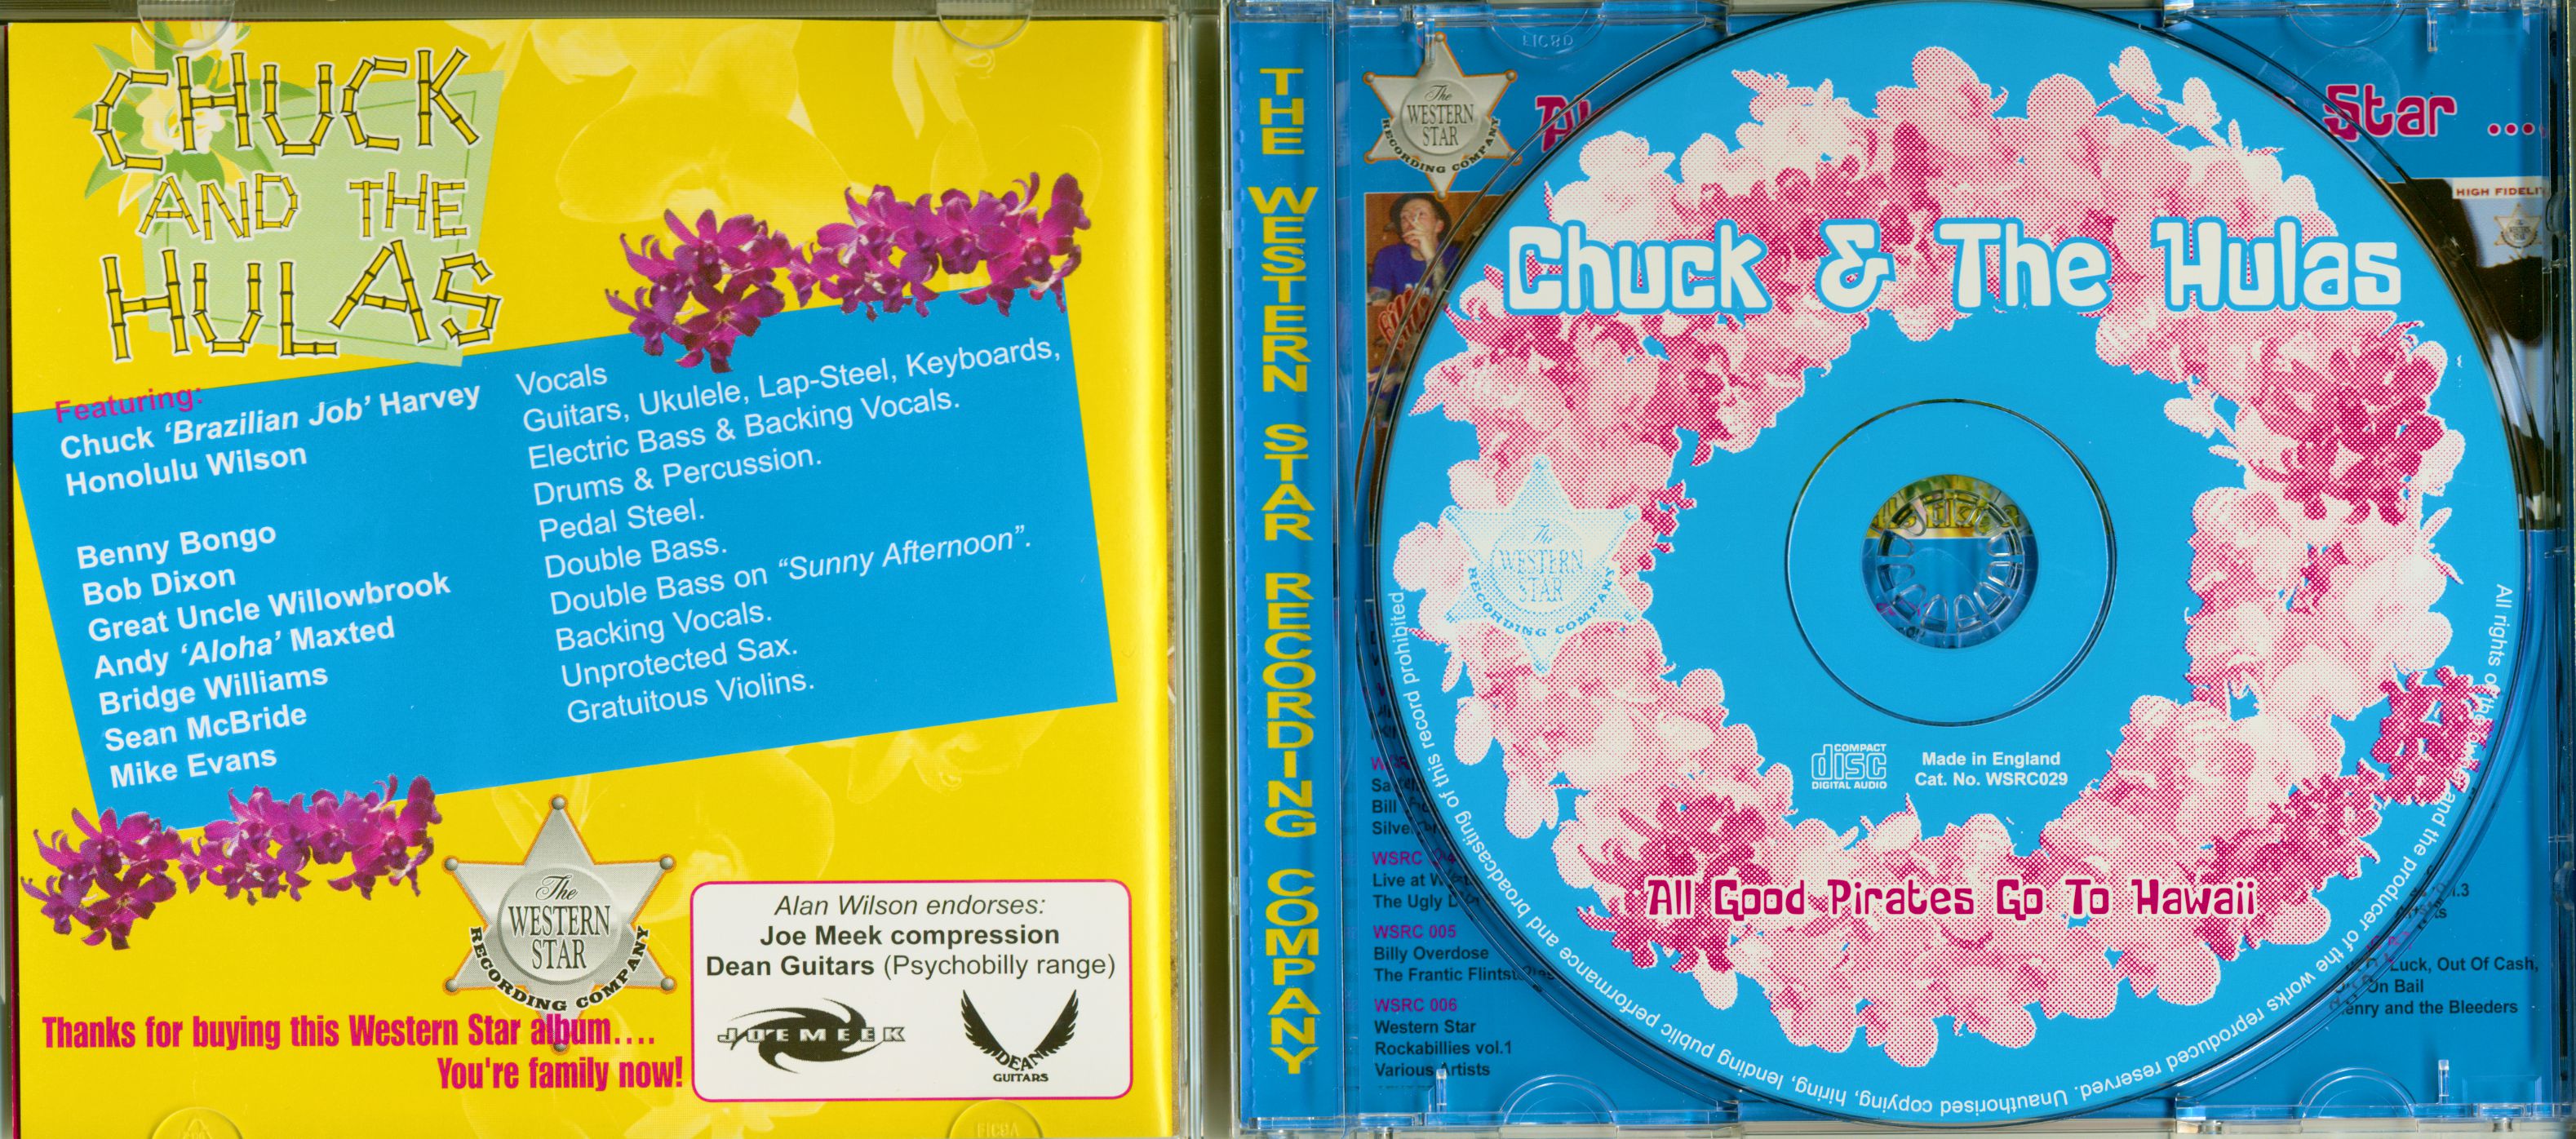 CHUCK
AND THE
HULAS
Featuring:
Chuck ‘Brazilian Job’ Harvey
Honolulu Wilson
Benny Bongo
Bob Dixon
Great Uncle Willowbrook
Andy ‘Aloha’ Maxted
Bridge Williams
Sean McBride
Mike Evans
Vocals
Guitars, Ukulele, Lap-Steel, Keyboards,
Electric Bass & Backing Vocals.
Drums & Percussion.
Pedal Steel.
Double Bass.
Double Bass on “Sunny Afternoon”.
Backing Vocals.
Unprotected Sax.
Gratuitous Violins.
The
WESTERN
STAR
RECORDING COMPANY
Thanks for buying this Western Star album....
You're family now!
Alan Wilson endorses:
Joe Meek compression
Dean Guitars (Psychobilly range)
JOEMEEK
DEAN
GUITARS
THE WESTERN STAR RECORDING COMPANY
The
WESTERN
STAR
RECORDING COMPANY
Star ...
HIGH
Chuck & The Hulas
The
WESTERN
STAR
RECORDING COMPANY
COMPACT
disc
DIGITAL AUDIO
Made in England
Cat. No. WSRC029
All Good Pirates Go To Hawaii
All rights of the and the producer of the works reproduced reserved. Unauthorised copying, hiring, lending public performance and broadcasting of this record prohibited
WSRC
Bill
Live at
The Ugly
WSRC 005
Billy Overdose
The Frantic
WSRC 006
Western Star
Rockabillies vol.1
Various Artists
Luck, Out Of Cash,
On Bail
and the Bleeders